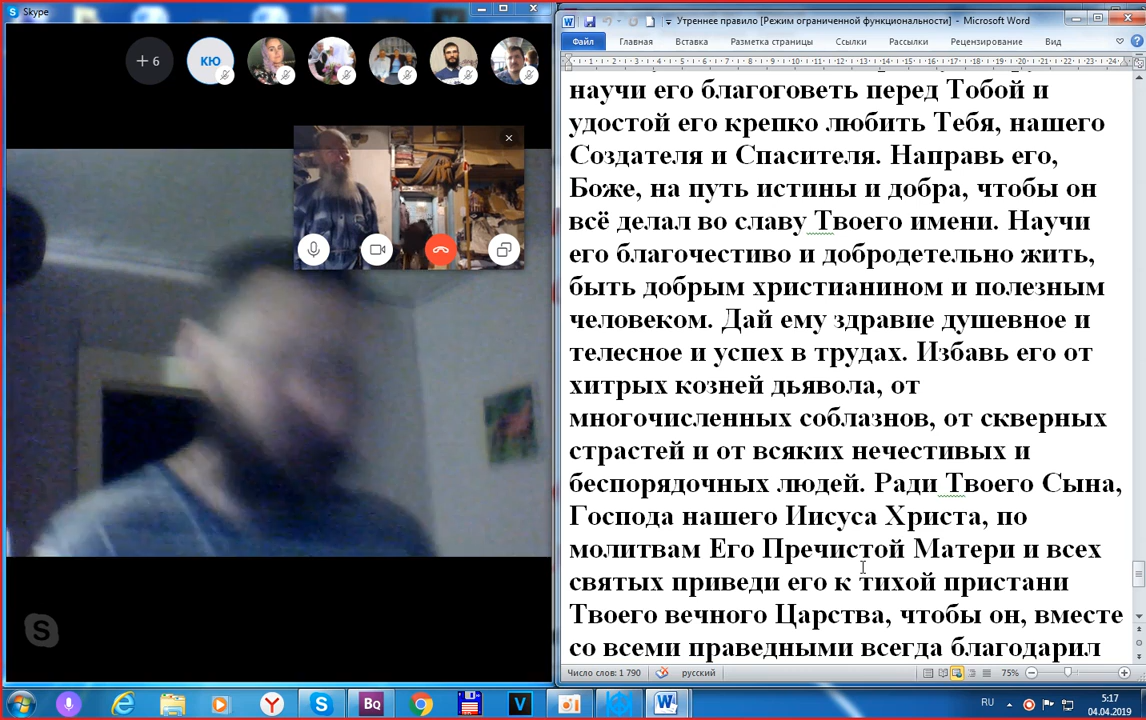 Skype
+ 6
КЮ
Утреннее правило [Режим ограниченной функциональности] - Microsoft Word
Файл
Главная
Вставка
Разметка страницы
Ссылки
Рассылки
Рецензирование
Вид
научи его благоговеть перед Тобой и
удостой его крепко любить Тебя, нашего
Создателя и Спасителя. Направь его,
Боже, на путь истины и добра, чтобы он
всё делал во славу Твоего имени. Научи
его благочестиво и добродетельно жить,
быть добрым христианином и полезным
человеком. Дай ему здравие душевное и
телесное и успех в трудах. Избавь его от
хитрых козней дьявола, от
многочисленных соблазнов, от скверных
страстей и от всяких нечестивых и
беспорядочных людей. Ради Твоего Сына,
Господа нашего Иисуса Христа, по
молитвам Его Пречистой Матери и всех
святых приведи его к тихой пристани
Твоего вечного Царства, чтобы он, вместе
со всеми праведными всегда благодарил
Число слов: 1 790
русский
75%
RU
5:17
04.04.2019